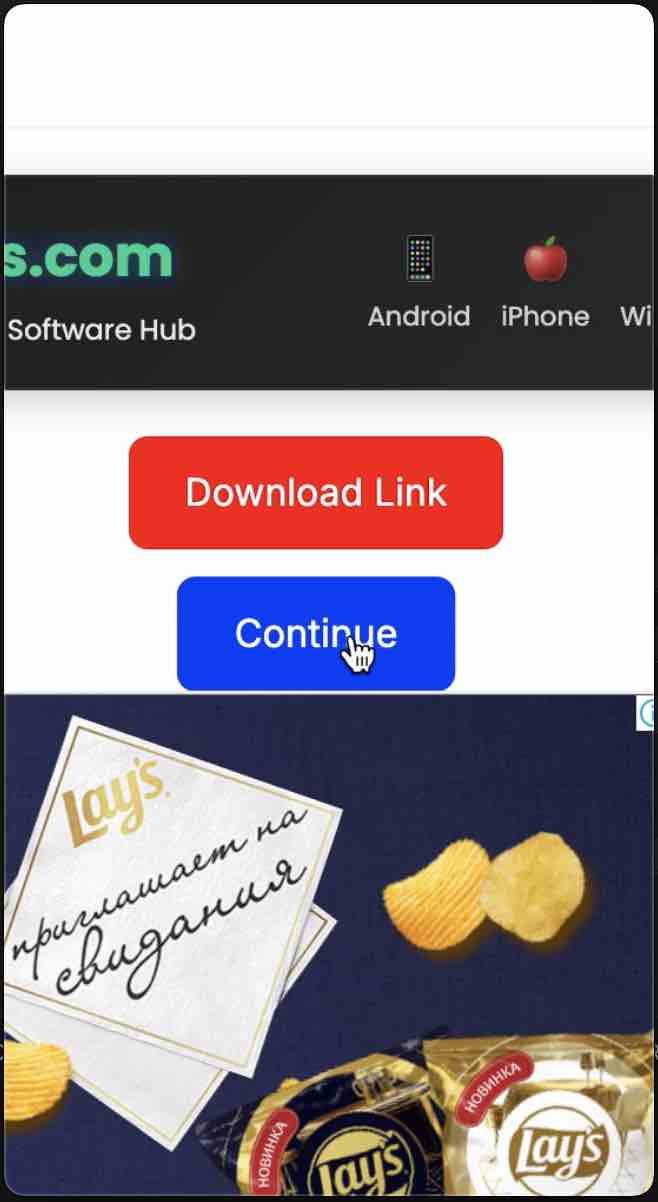 s.com
Software Hub
Android
iPhone
Wi
Download Link
Continue
Lay's
приглашает на
свидания
НОВИНКА
Lay's
НОВИНКА
Lay's